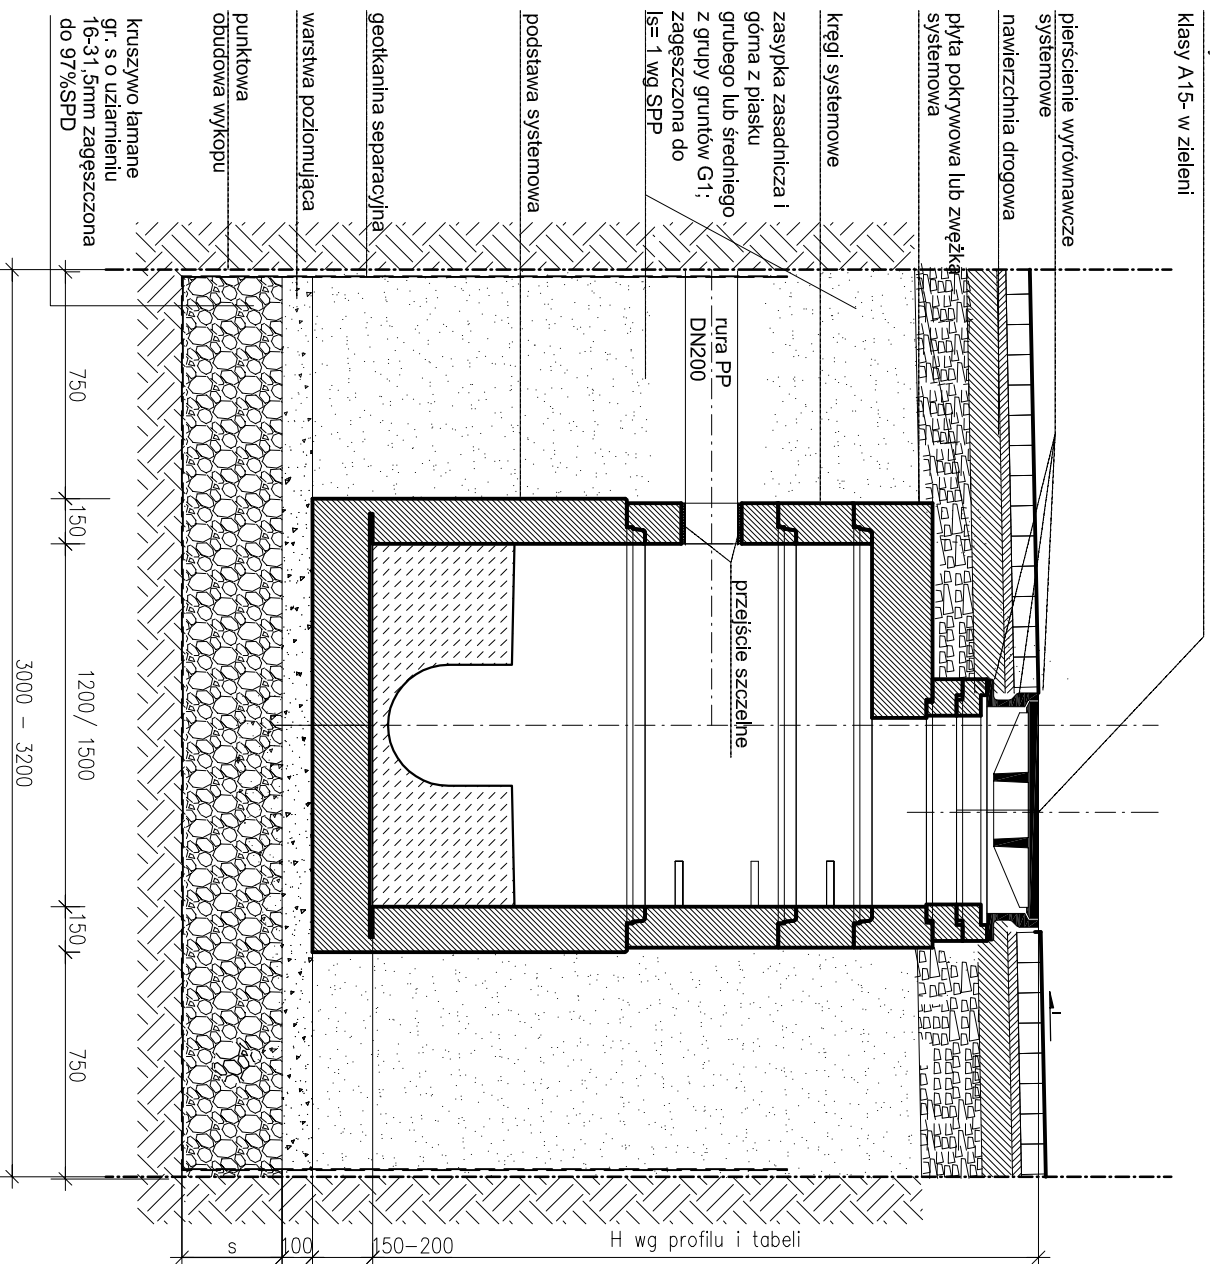 klasy A15- w zieleni
pierścienie wyrównawcze
systemowe
nawierzchnia drogowa
płyta pokrywowa lub zwężka
systemowa
kręgi systemowe
zasypka zasadnicza i
górna z piasku
grubego lub średniego
z grupy gruntów G1;
zagęszczona do
Is= 1 wg SPP
podstawa systemowa
geotkanina separacyjna
warstwa poziomująca
punktowa
obudowa wykopu
kruszywo łamane
gr. s o uziarnieniu
16-31,5mm zagęszczona
do 97%SPD
rura PP
DN200
przejście szczelne
i
750
150
1200/ 1500
150
750
3000 - 3200
H wg profilu i tabeli
150-200
100
s